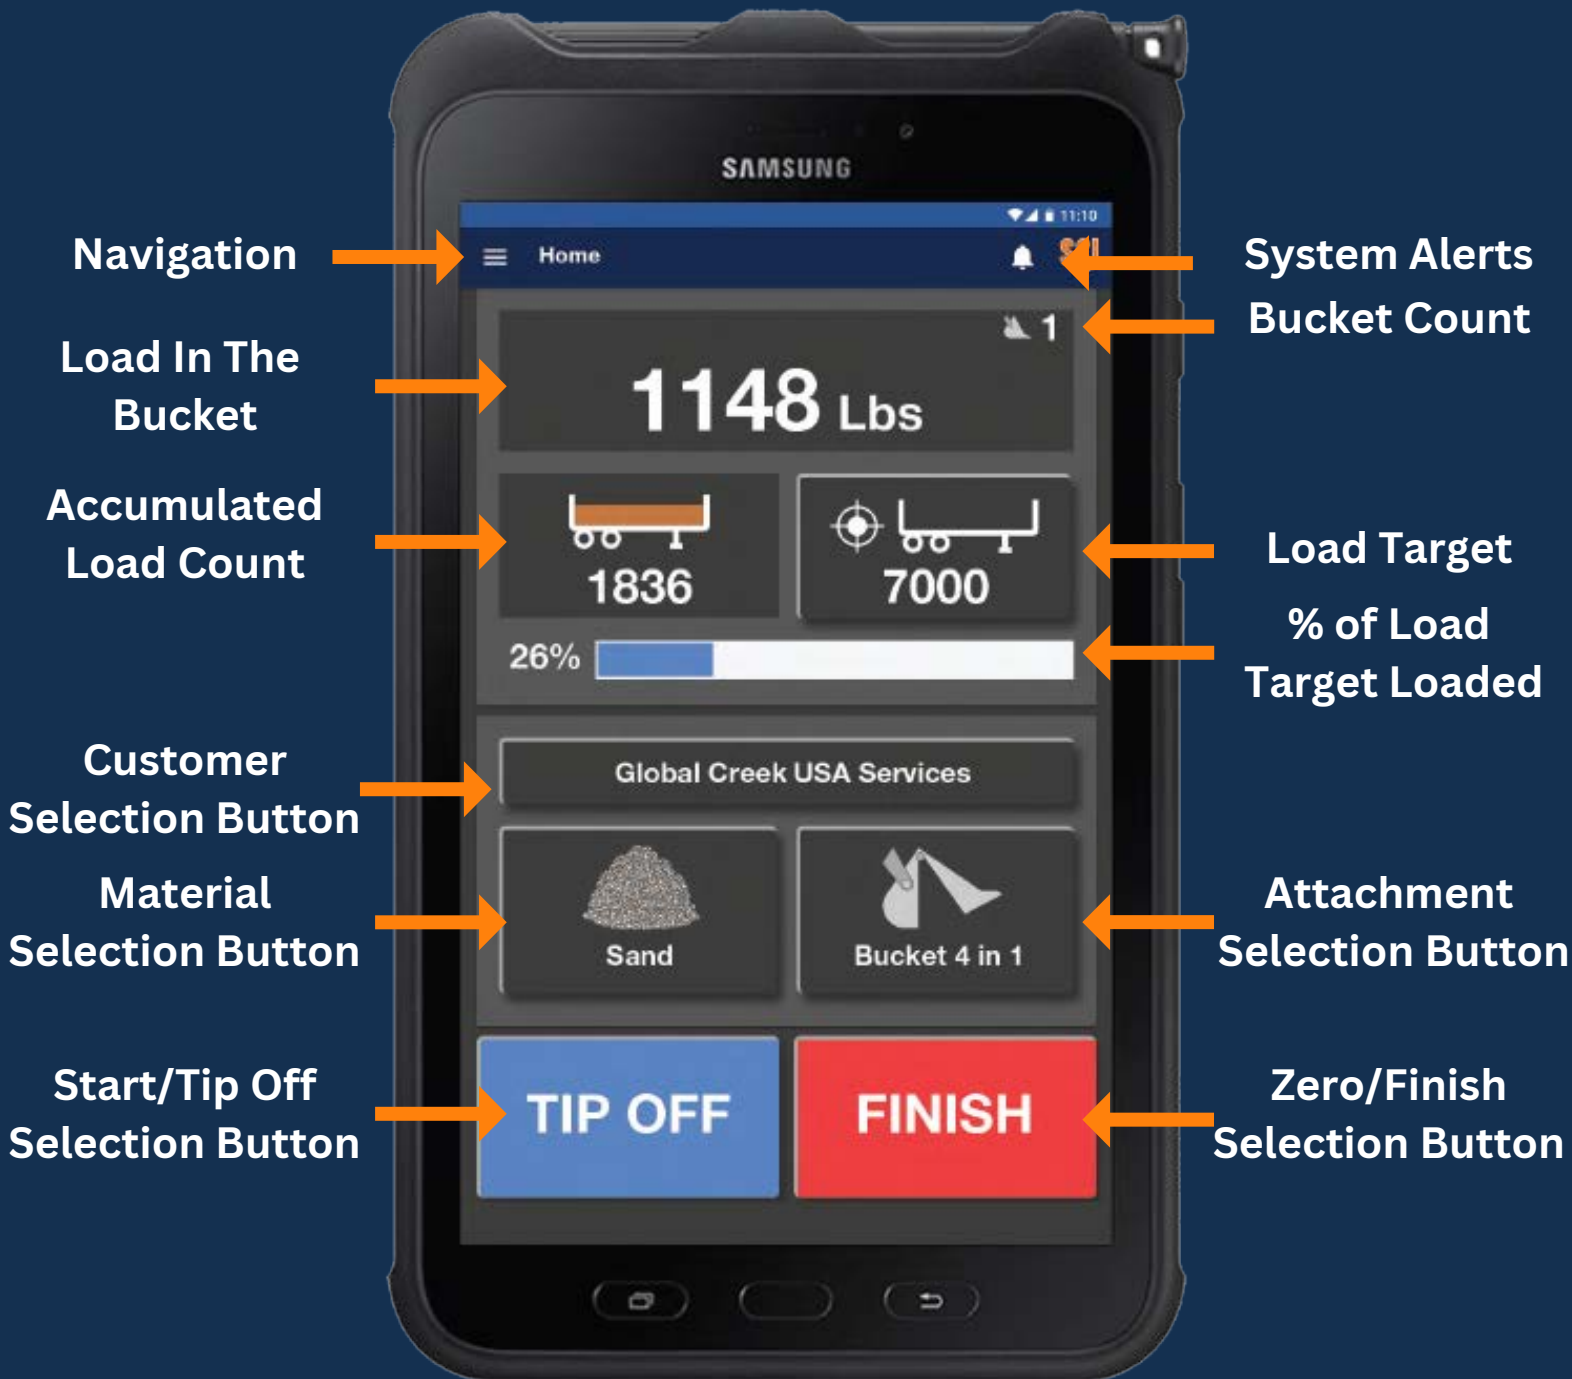 SAMSUNG
11:10
Navigation
Home
System Alerts
Bucket Count
1
Load In The
Bucket
1148 Lbs
Accumulated
Load Count
1836
7000
Load Target
26%
% of Load
Target Loaded
Customer
Selection Button
Global Creek USA Services
Material
Selection Button
Sand
Bucket 4 in 1
Attachment
Selection Button
Start/Tip Off
Selection Button
TIP OFF
FINISH
Zero/Finish
Selection Button